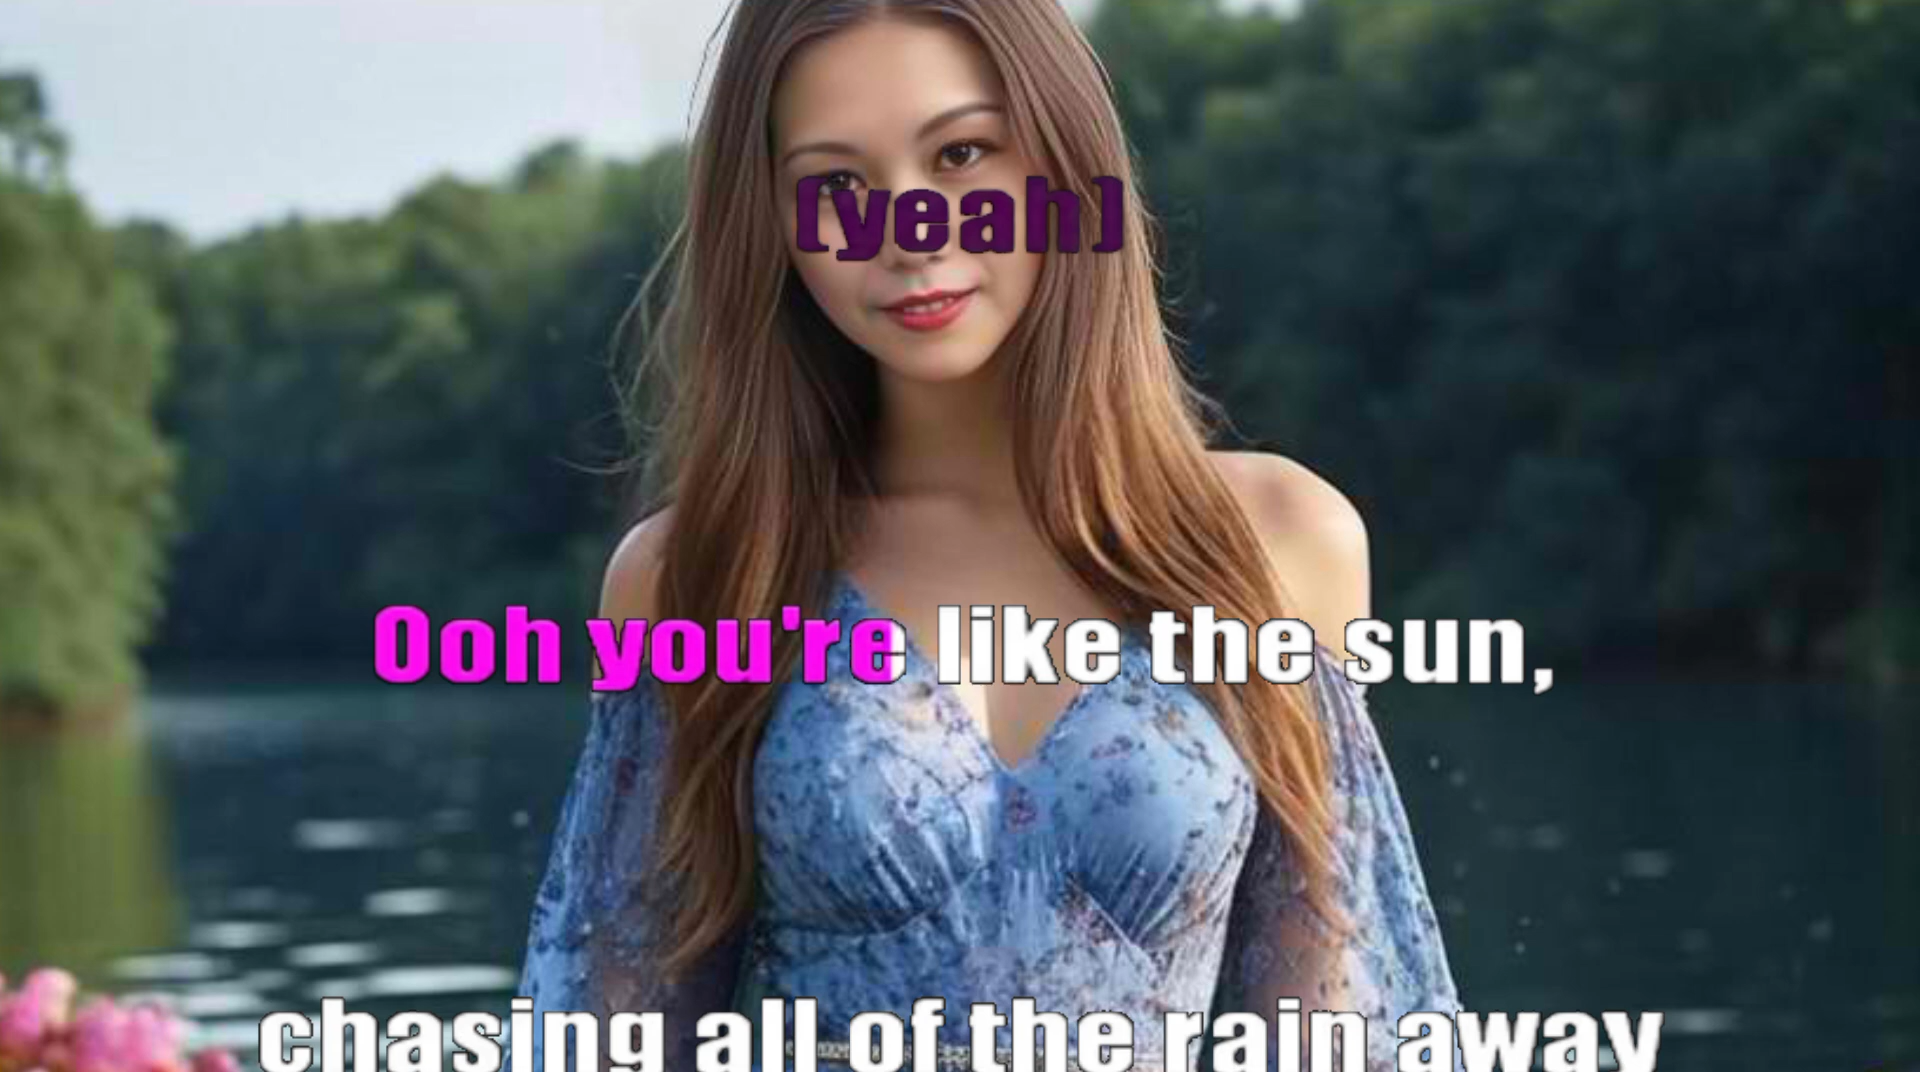 (yeah)
Ooh you're like the sun,
chasing all of the rain away